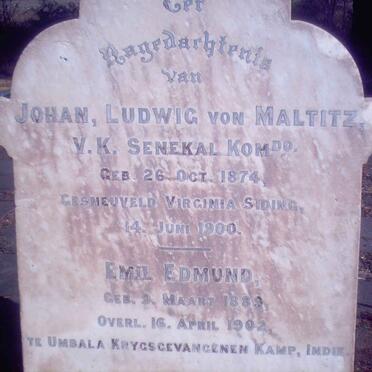 Ter
Nagedachtenis
van
JOHAN, LUDWIG VON MALTITZ,
V.K. SENEKAL KOMDO.
GEB. 26 OCT. 1874,
GESNEUVELD VIRGINIA SIDING,
14. JUNI 1900.
EMIL EDMUND,
GEB. 3. MAART 1883,
OVERL. 16. APRIL 1902,
TE UMBALA KRYGSGEVANGENEN KAMP, INDIE.